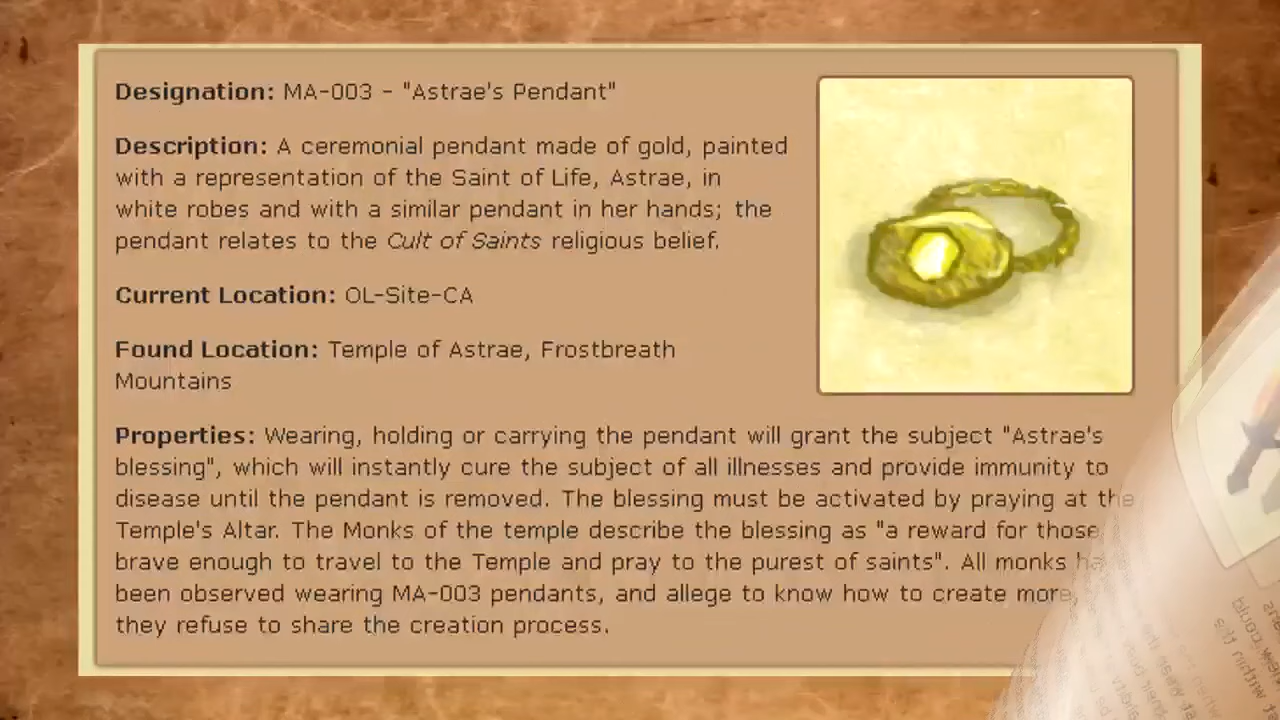 Designation: MA-003 - "Astrae's Pendant"
Description: A ceremonial pendant made of gold, painted
with a representation of the Saint of Life, Astrae, in
white robes and with a similar pendant in her hands; the
pendant relates to the Cult of Saints religious belief.
Current Location: OL-Site-CA
Found Location: Temple of Astrae, Frostbreath
Mountains
Properties: Wearing, holding or carrying the pendant will grant the subject "Astrae's
blessing", which will instantly cure the subject of all illnesses and provide immunity to
disease until the pendant is removed. The blessing must be activated by praying at the
Temple's Altar. The Monks of the temple describe the blessing as "a reward for those
brave enough to travel to the Temple and pray to the purest of saints". All monks
been observed wearing MA-003 pendants, and allege to know how to create more,
they refuse to share the creation process.